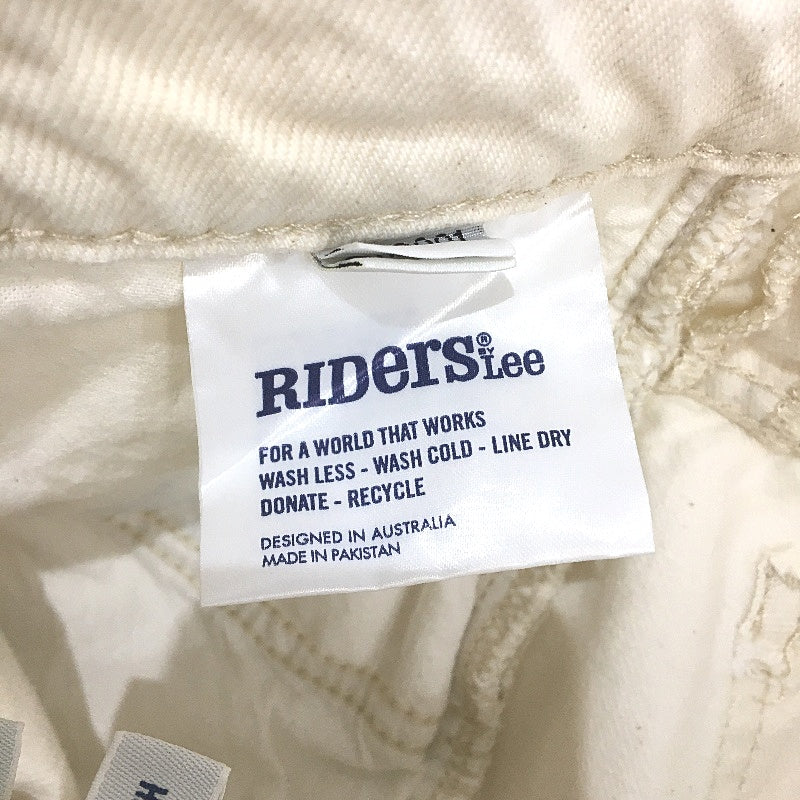 RIDERS® BY Lee
FOR A WORLD THAT WORKS
WASH LESS - WASH COLD - LINE DRY
DONATE - RECYCLE
DESIGNED IN AUSTRALIA
MADE IN PAKISTAN
H